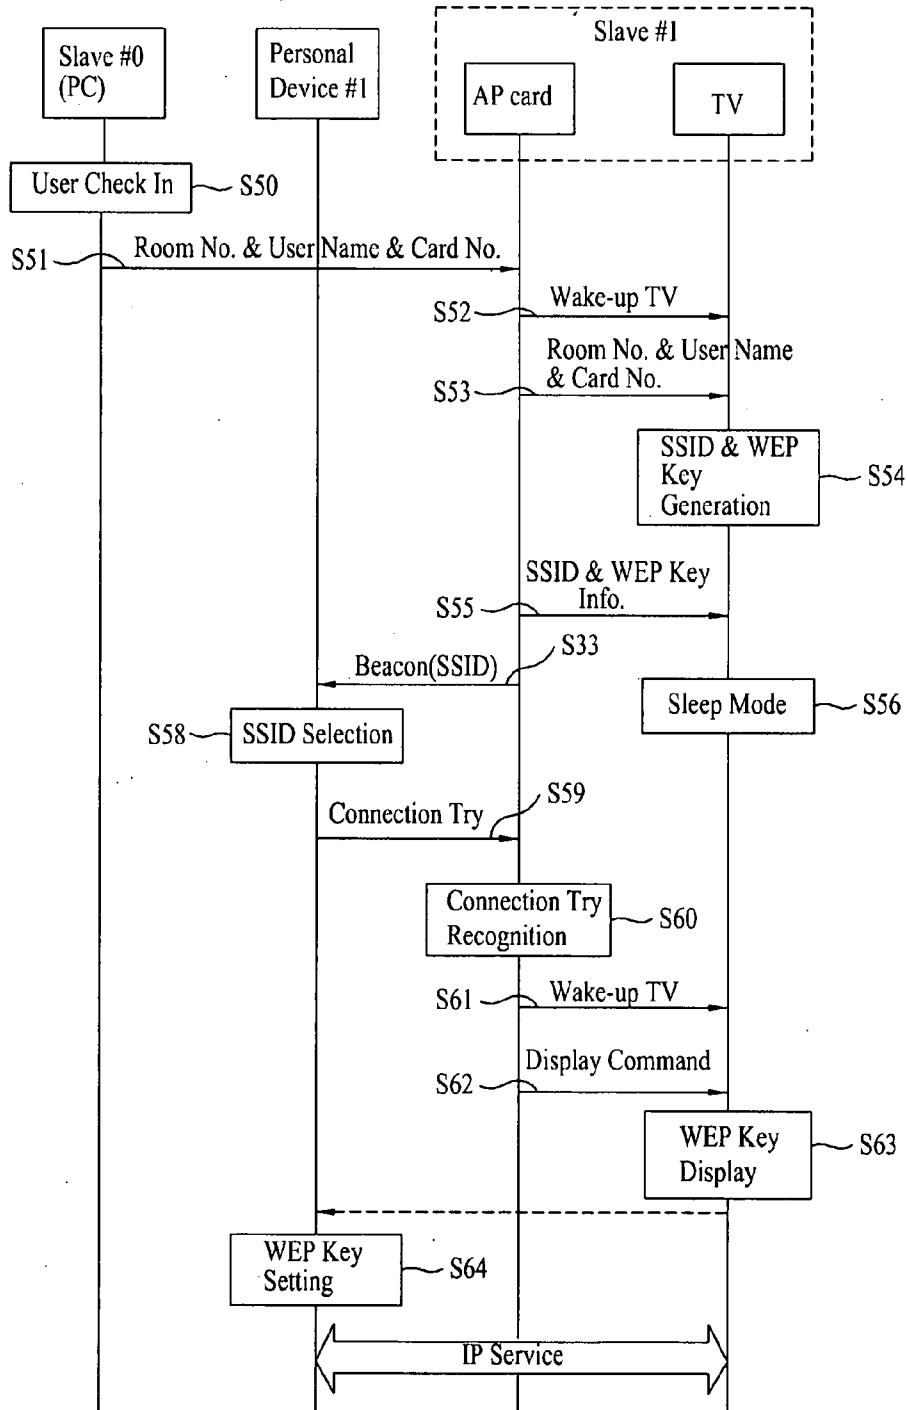 Slave #1
Slave #0
(PC)
Personal
Device #1
AP card
TV
User Check In
S50
S51
Room No. & User Name & Card No.
S52
Wake-up TV
Room No. & User Name
& Card No.
S53
SSID & WEP
Key
Generation
S54
SSID & WEP Key
Info.
S55
S33
Beacon(SSID)
Sleep Mode
S56
S58
SSID Selection
S59
Connection Try
Connection Try
Recognition
S60
S61
Wake-up TV
Display Command
S62
WEP Key
Display
S63
WEP Key
Setting
S64
IP Service